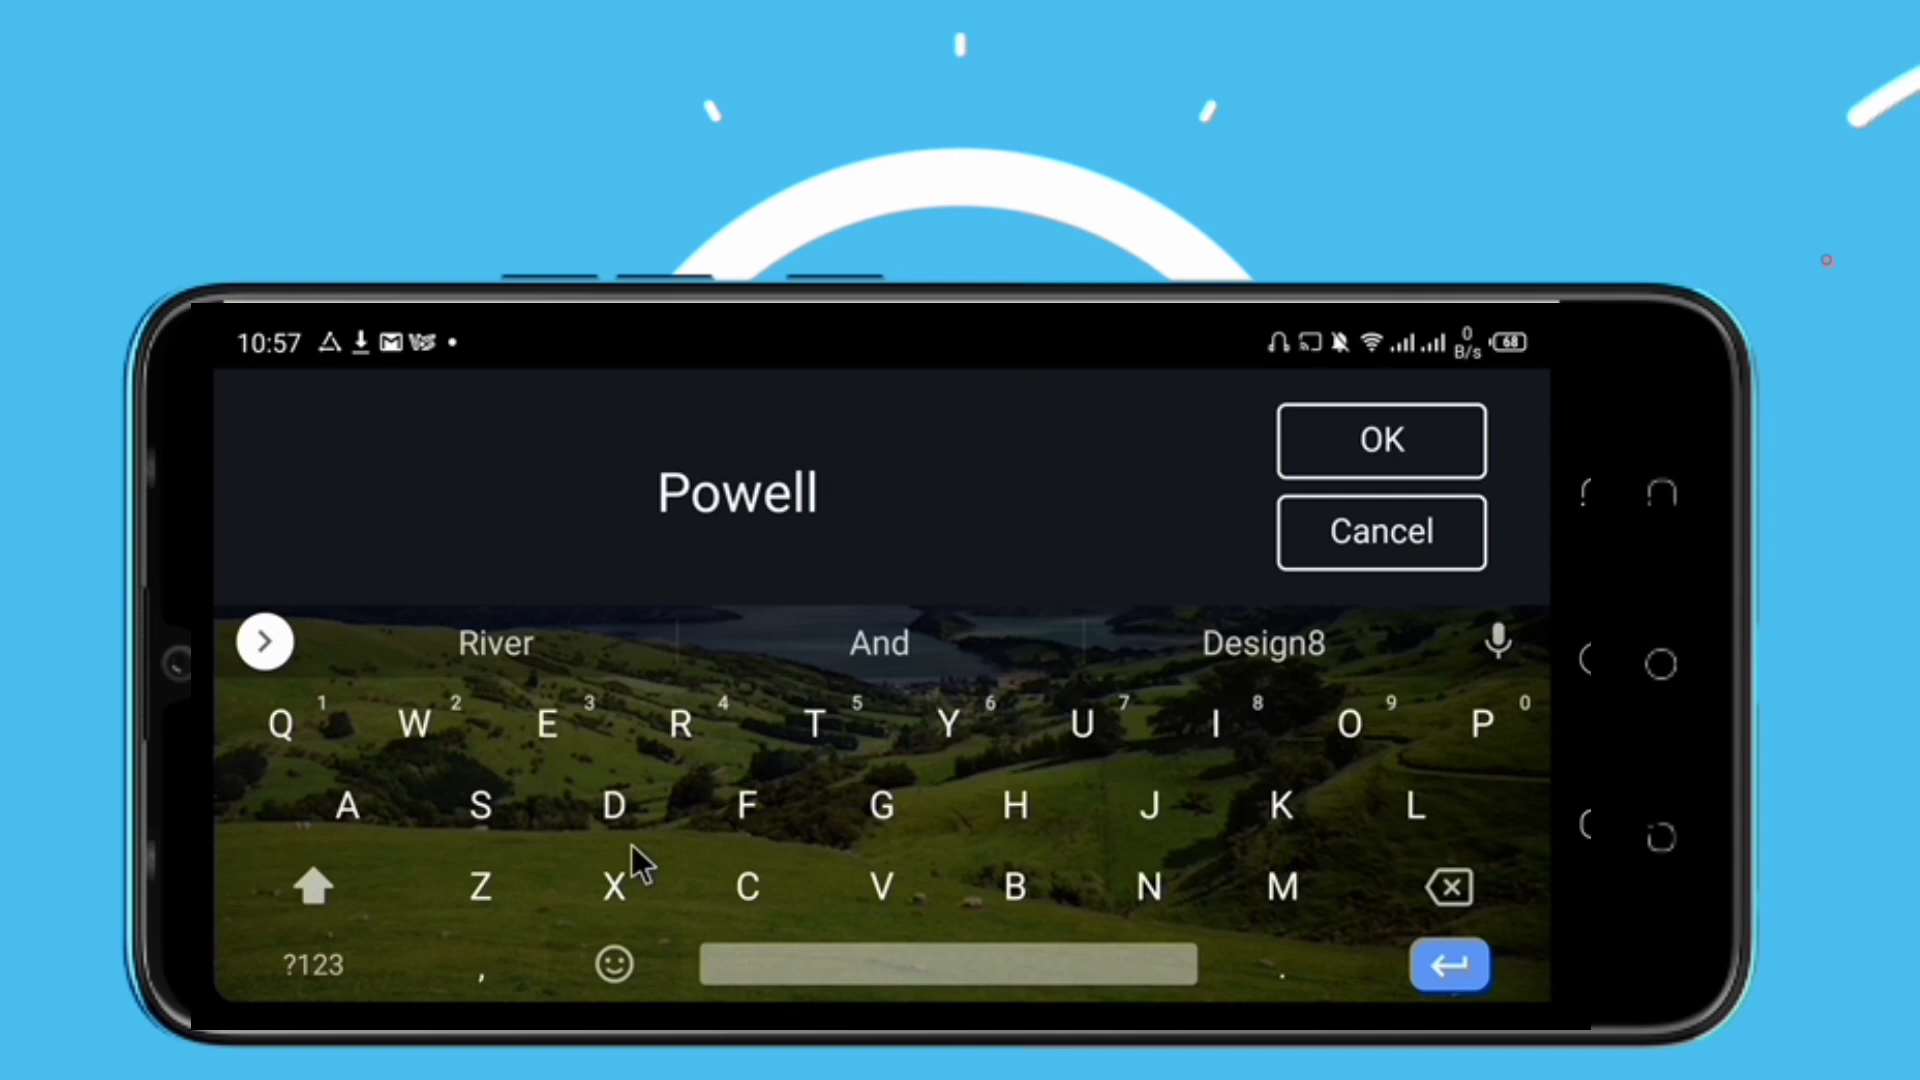 10:57
0
B/s
68
OK
Powell
Cancel
River And Design8
1 2 3 4 5 6 7 8 9 0
Q W E R T Y U I O P
A S D F G H J K L
Z X C V B N M
?123 , .